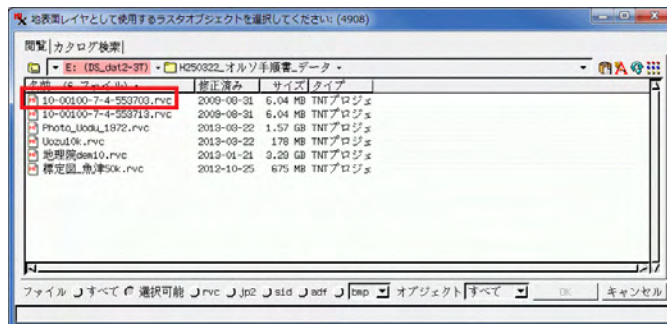 地表面レイヤとして使用するラスタオブジェクトを選択してください: (4908)
閲覧 カタログ検索
E: (DS_dat2-3T) H250322_オルソ手順書_データ
名前 (6 ファイル) 修正済み サイズ タイプ
10-00100-7-4-553703.rvc 2009-08-31 6.04 MB TNTプロジェ
10-00100-7-4-553713.rvc 2009-08-31 6.04 MB TNTプロジェ
Photo_Uodu_1972.rvc 2013-03-22 1.57 GB TNTプロジェ
Uozu10k.rvc 2013-03-22 178 MB TNTプロジェ
地理院dem10.rvc 2013-01-21 3.29 GB TNTプロジェ
標定図_魚津50k.rvc 2012-10-25 675 MB TNTプロジェ
ファイル すべて 選択可能 rvc jp2 sid adf bmp オブジェクト すべて OK キャンセル